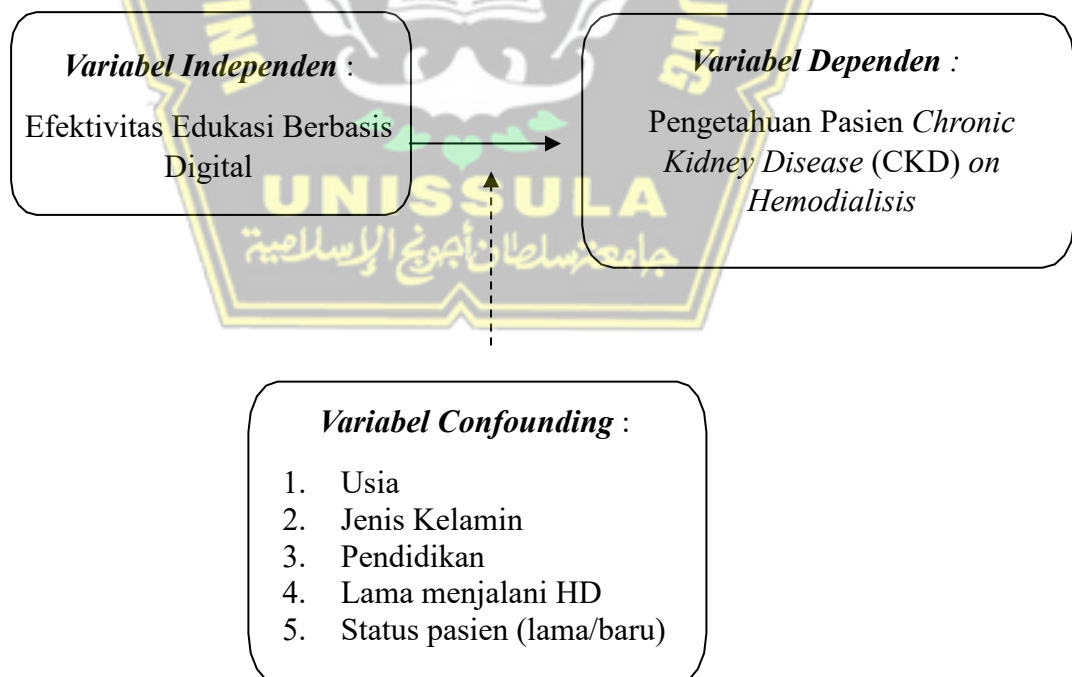 Variabel Independen :
Efektivitas Edukasi Berbasis
Digital
Variabel Dependen :
Pengetahuan Pasien Chronic
Kidney Disease (CKD) on
Hemodialisis
UNISSULA
جامعة سلطان أجونج الإسلامية
Variabel Confounding :
1. Usia
2. Jenis Kelamin
3. Pendidikan
4. Lama menjalani HD
5. Status pasien (lama/baru)